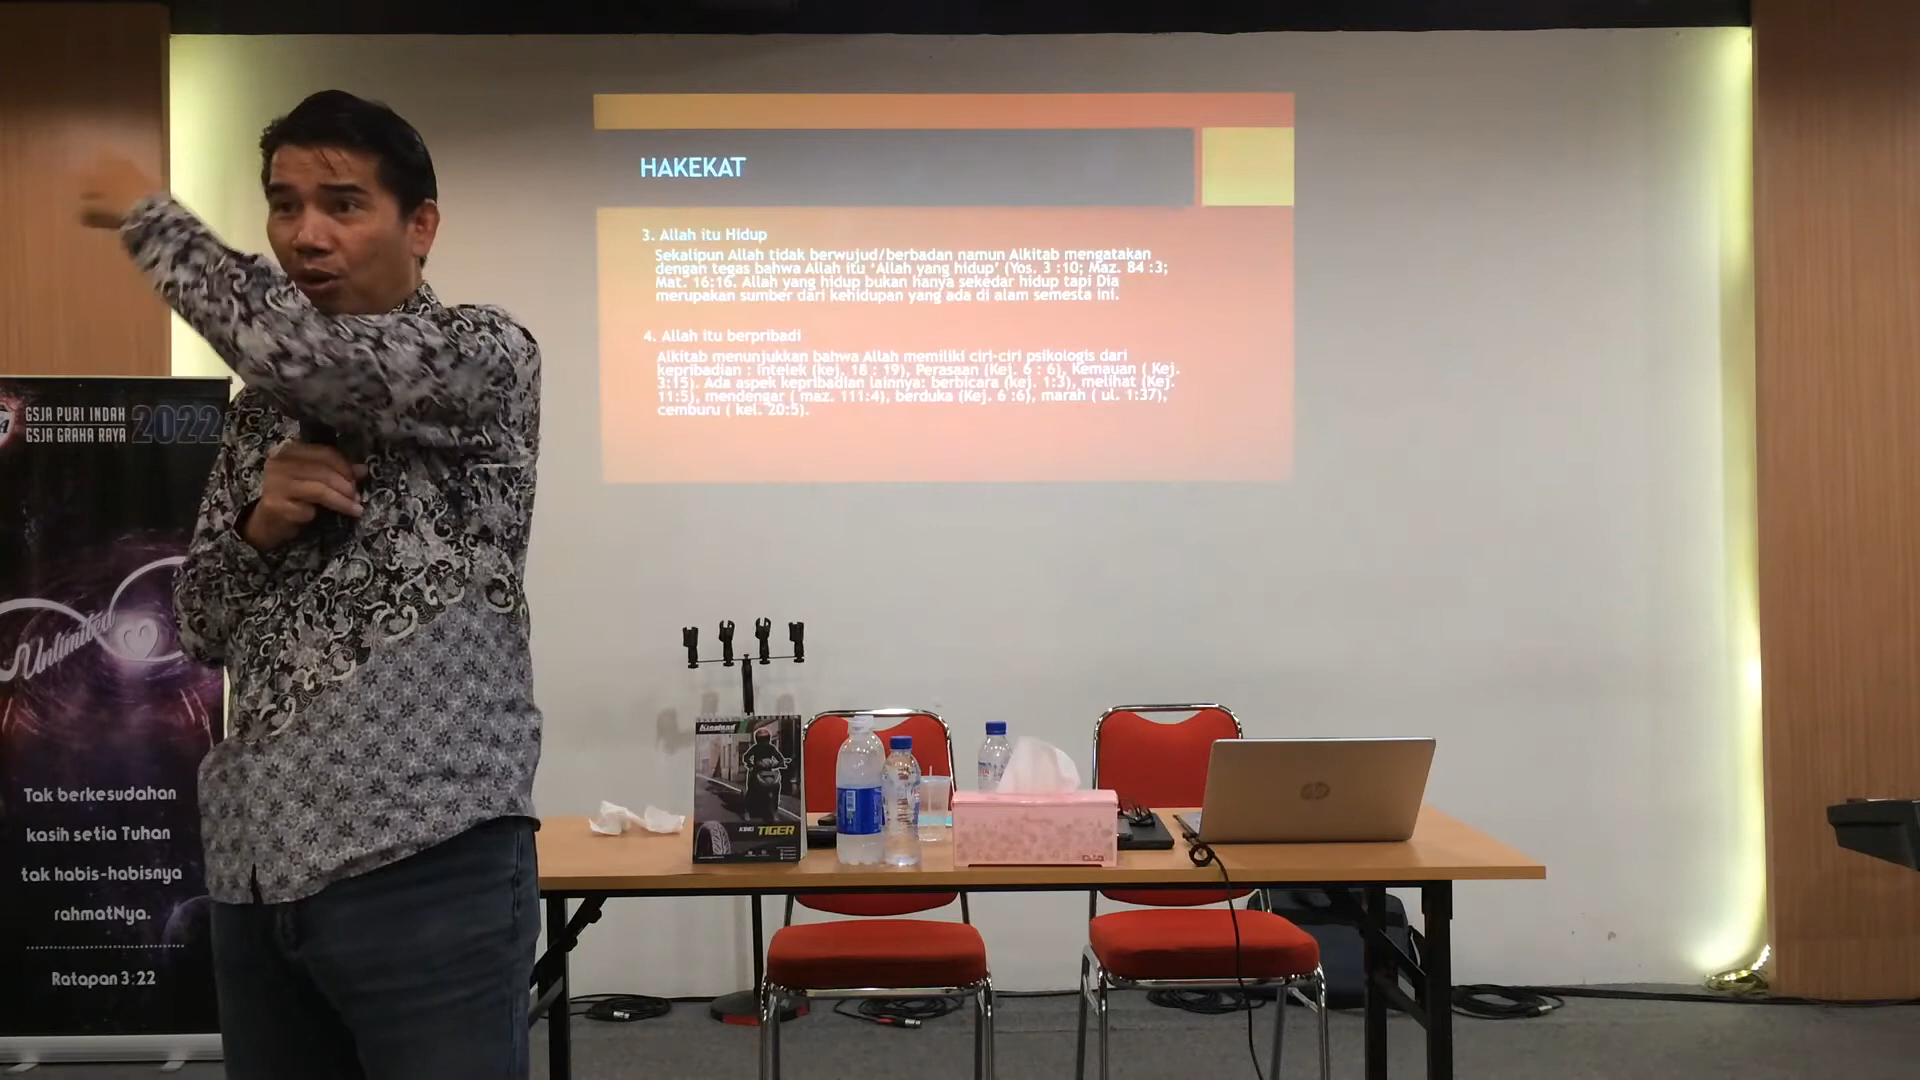 HAKEKAT
3. Allah itu Hidup
Sekalipun Allah tidak berwujud/berbadan namun Alkitab mengatakan
dengan tegas bahwa Allah itu ‘Allah yang hidup’ (Yos. 3 :10; Maz. 84 :3;
Mat. 16:16. Allah yang hidup bukan hanya sekedar hidup tapi Dia
merupakan sumber dari kehidupan yang ada di alam semesta ini.
4. Allah itu berpribadi
Alkitab menunjukkan bahwa Allah memiliki ciri-ciri psikologis dari
kepribadian : intelek (kej. 18 : 19), Perasaan (Kej. 6 : 6), Kemauan ( Kej.
3:15). Ada aspek kepribadian lainnya: berbicara (kej. 1:3), melihat (Kej.
11:5), mendengar ( maz. 111:4), berduka (Kej. 6 :6), marah ( ul. 1:37),
cemburu ( kel. 20:5).
GSJA PURI INDAH
GSJA GRAHA RAYA
2022
Unlimited
Tak berkesudahan
kasih setia Tuhan
tak habis-habisnya
rahmatNya.
Ratapan 3:22
Kingland
KING TIGER
hp